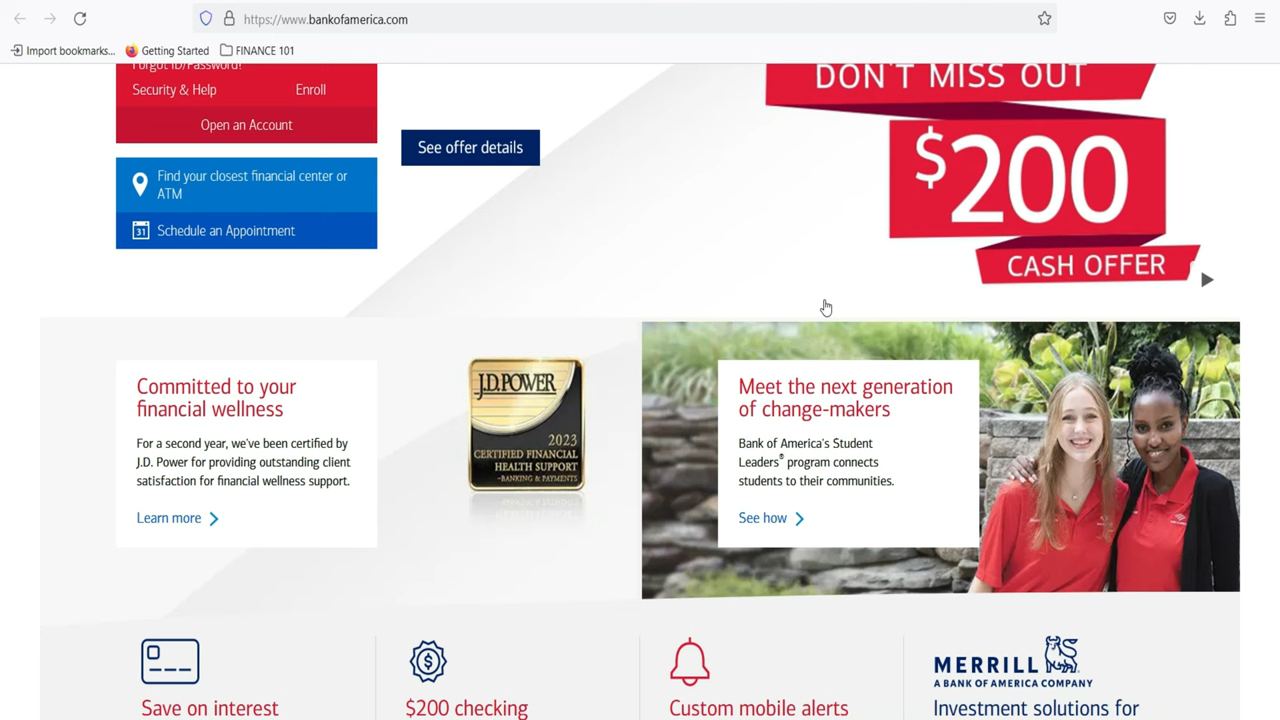 https://www.bankofamerica.com
Import bookmarks...
Getting Started
FINANCE 101
Forgot ID/Password?
Security & Help
Enroll
Open an Account
Find your closest financial center or
ATM
31
Schedule an Appointment
See offer details
DON'T MISS OUT
$200
CASH OFFER
Committed to your
financial wellness
For a second year, we've been certified by
J.D. Power for providing outstanding client
satisfaction for financial wellness support.
Learn more
J.D. POWER
2023
CERTIFIED FINANCIAL
HEALTH SUPPORT
-BANKING & PAYMENTS
Meet the next generation
of change-makers
Bank of America's Student
Leaders® program connects
students to their communities.
See how
Save on interest
$200 checking
Custom mobile alerts
MERRILL
A BANK OF AMERICA COMPANY
Investment solutions for